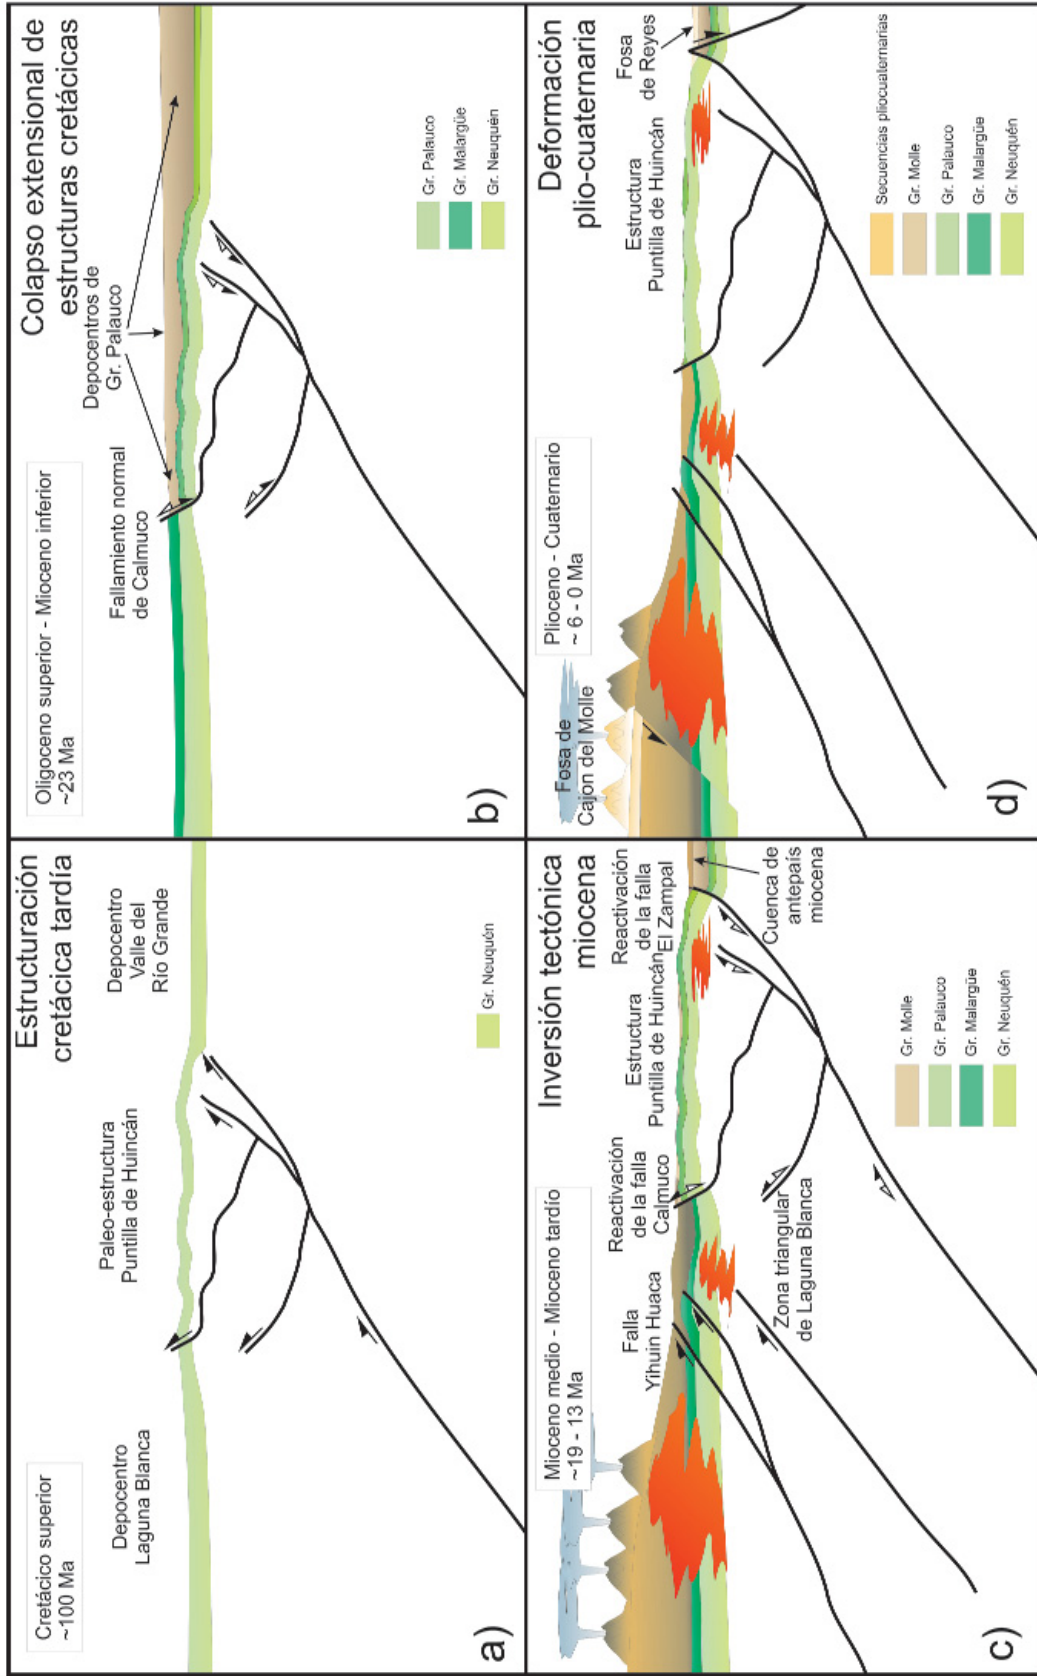 Cretácico superior
~100 Ma
Estructuración
cretácica tardía
Depocentro
Laguna Blanca
Paleo-estructura
Puntilla de Huincán
Depocentro
Valle del
Río Grande
Gr. Neuquén
a)
Oligoceno superior - Mioceno inferior
~23 Ma
Colapso extensional de
estructuras cretácicas
Depocentros de
Gr. Palauco
Fallamiento normal
de Calmuco
Gr. Palauco
Gr. Malargüe
Gr. Neuquén
b)
Mioceno medio - Mioceno tardío
~19 - 13 Ma
Inversión tectónica
miocena
Falla
Yihuin Huaca
Reactivación
de la falla
Calmuco
Estructura
Puntilla de Huincán
Reactivación
de la falla
El Zampal
Zona triangular
de Laguna Blanca
Cuenca de
antepaís
miocena
Gr. Molle
Gr. Palauco
Gr. Malargüe
Gr. Neuquén
c)
Plioceno - Cuaternario
~ 6 - 0 Ma
Deformación
plio-cuaternaria
Fosa de
Cajón del Molle
Estructura
Puntilla de Huincán
Fosa
de Reyes
Secuencias pliocuaternarias
Gr. Molle
Gr. Palauco
Gr. Malargüe
Gr. Neuquén
d)